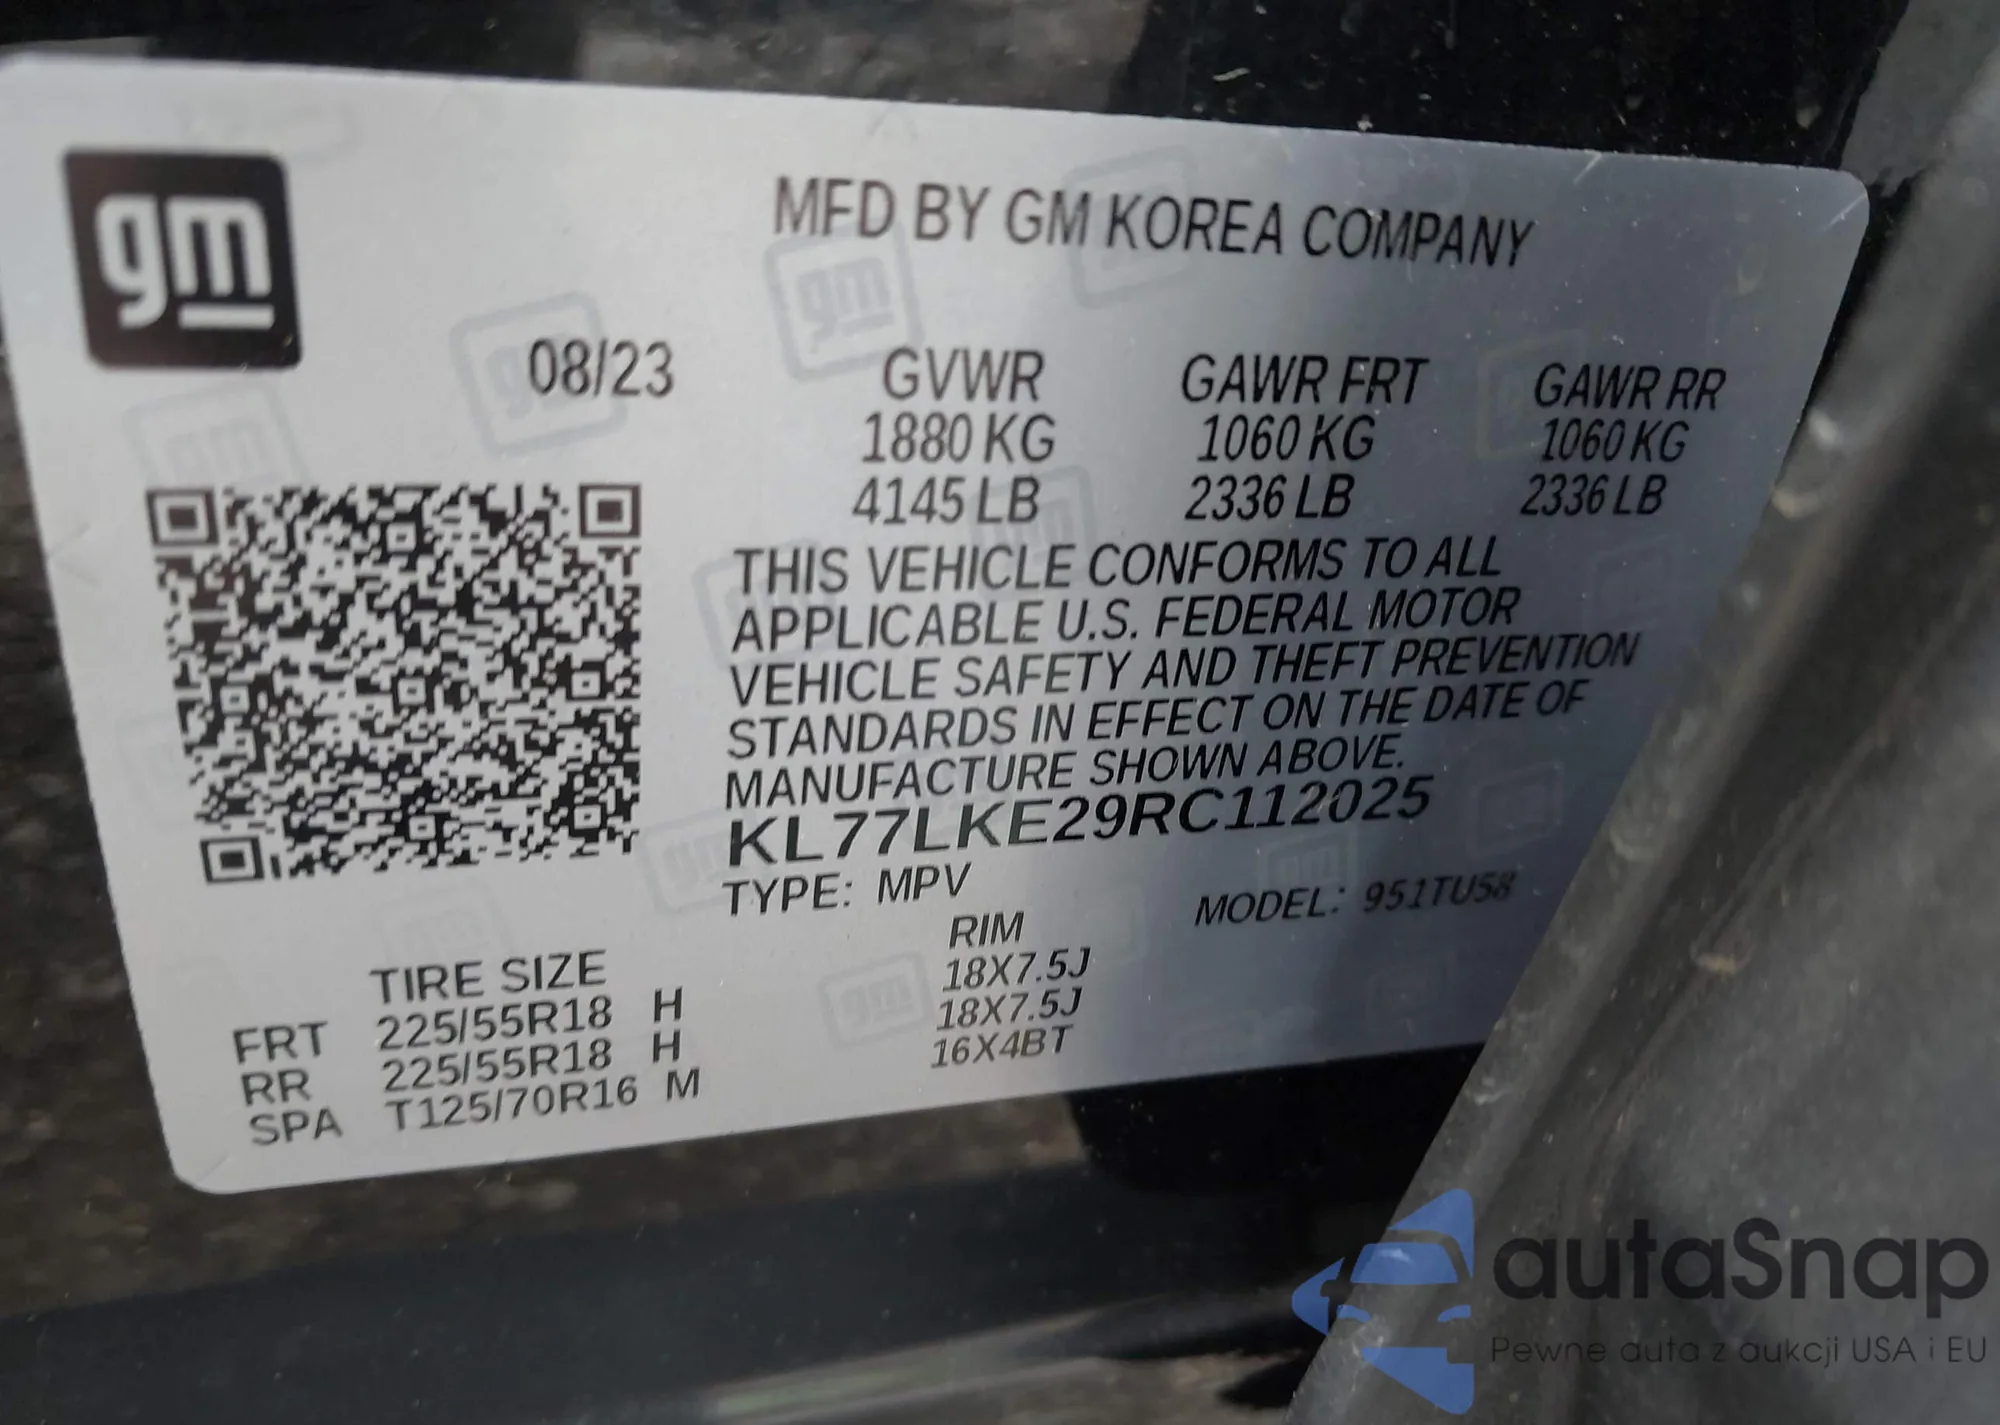 gm
MFD BY GM KOREA COMPANY
08/23 GVWR GAWR FRT GAWR RR
1880 KG 1060 KG 1060 KG
4145 LB 2336 LB 2336 LB
THIS VEHICLE CONFORMS TO ALL
APPLICABLE U.S. FEDERAL MOTOR
VEHICLE SAFETY AND THEFT PREVENTION
STANDARDS IN EFFECT ON THE DATE OF
MANUFACTURE SHOWN ABOVE.
KL77LKE29RC112025
TYPE: MPV MODEL: 951TU58
TIRE SIZE RIM
FRT 225/55R18 H 18X7.5J
RR 225/55R18 H 18X7.5J
SPA T125/70R16 M 16X4BT
autaSnap
Pewne auta z aukcji USA i EU